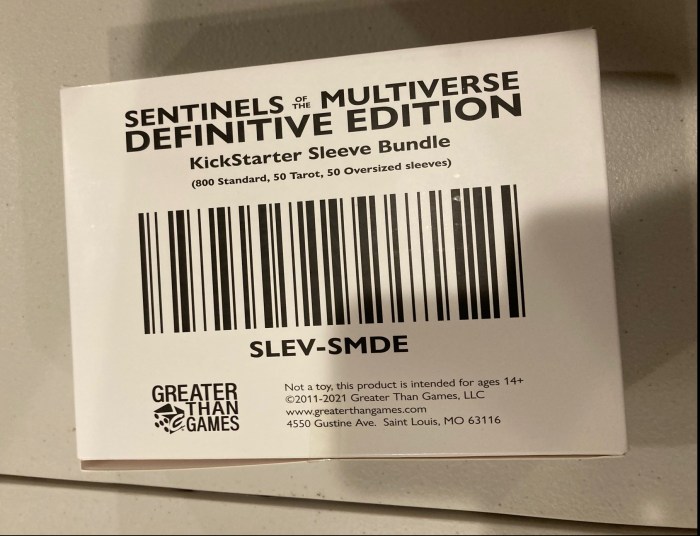 SENTINELS OF THE MULTIVERSE
DEFINITIVE EDITION
KickStarter Sleeve Bundle
(800 Standard, 50 Tarot, 50 Oversized sleeves)
SLEV-SMDE
GREATER
THAN
GAMES
Not a toy, this product is intended for ages 14+
©2011-2021 Greater Than Games, LLC
www.greaterthangames.com
4550 Gustine Ave. Saint Louis, MO 63116